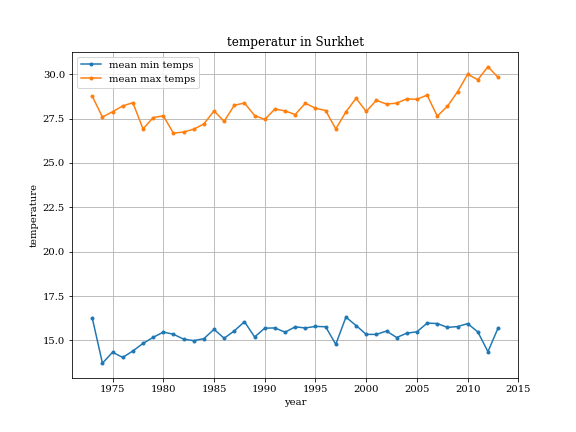 temperatur in Surkhet
mean min temps
mean max temps
30.0
27.5
25.0
22.5
20.0
17.5
15.0
temperature
1975 1980 1985 1990 1995 2000 2005 2010 2015
year